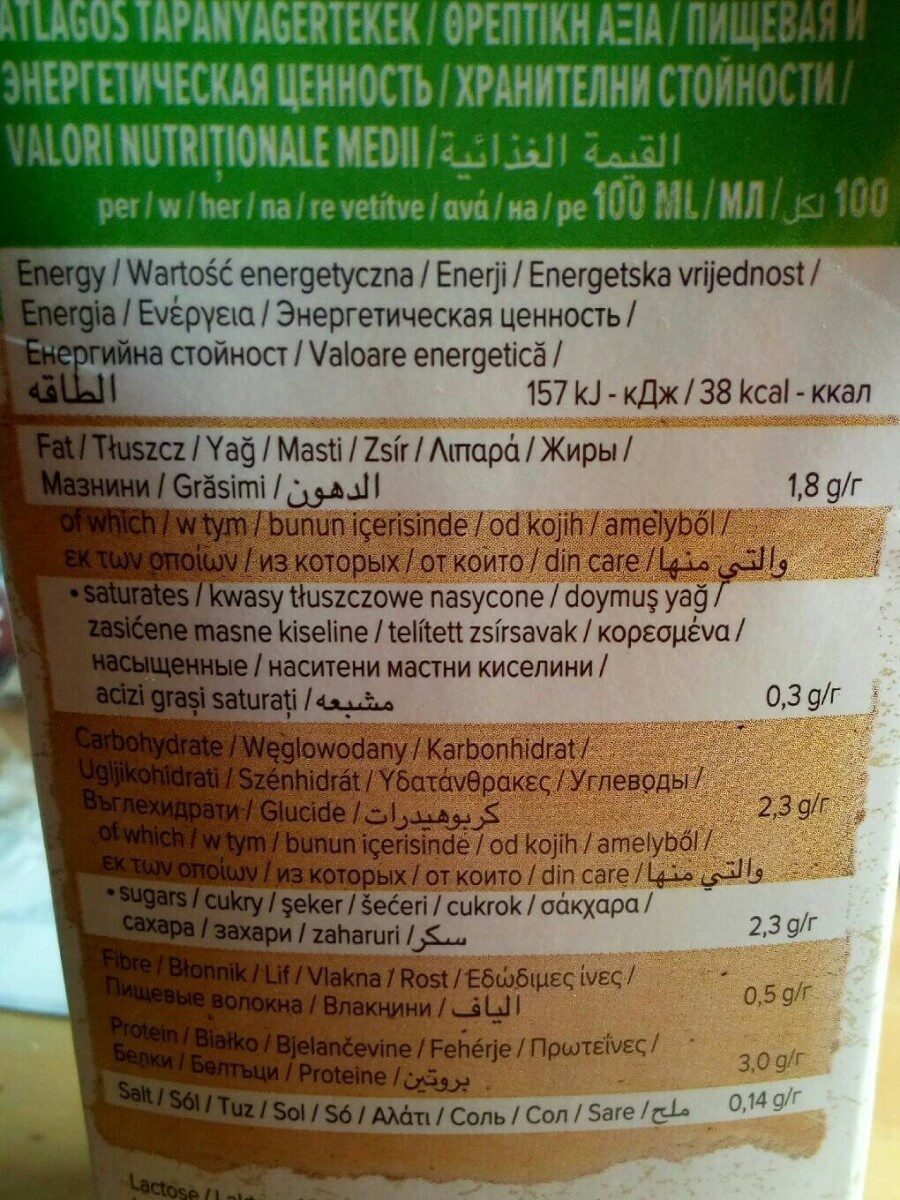 ÁTLAGOS TÁPANYAGÉRTÉKEK / ΘΡΕΠΤΙΚΗ ΑΞΙΑ / ПИЩЕВАЯ И
ЭНЕРГЕТИЧЕСКАЯ ЦЕННОСТЬ / ХРАНИТЕЛНИ СТОЙНОСТИ /
VALORI NUTRIȚIONALE MEDII / القيمة الغذائية
per / w / her / na / re vetítve / ανά / на / pe 100 ML / МЛ / لكل 100
Energy / Wartość energetyczna / Enerji / Energetska vrijednost /
Energia / Ενέργεια / Энергетическая ценность /
Енергийна стойност / Valoare energetică /
الطاقه 157 kJ - кДж / 38 kcal - ккал
Fat / Tłuszcz / Yağ / Masti / Zsír / Λιπαρά / Жиры /
Мазнини / Grăsimi / الدهون 1,8 g/г
of which / w tym / bunun içerisinde / od kojih / amelyből /
εκ των οποίων / из которых / от които / din care / والتي منها
• saturates / kwasy tłuszczowe nasycone / doymuş yağ /
zasićene masne kiseline / telített zsírsavak / κορεσμένα /
насыщенные / наситени мастни киселини /
acizi grași saturați / مشبعه 0,3 g/г
Carbohydrate / Węglowodany / Karbonhidrat /
Ugljikohidrati / Szénhidrát / Υδατάνθρακες / Углеводы /
Въглехидрати / Glucide / كربوهيدرات 2,3 g/г
of which / w tym / bunun içerisinde / od kojih / amelyből /
εκ των οποίων / из которых / от които / din care / والتي منها
• sugars / cukry / şeker / šećeri / cukrok / σάκχαρα /
сахара / захари / zaharuri / سكر 2,3 g/г
Fibre / Błonnik / Lif / Vlakna / Rost / Εδώδιμες ίνες /
Пищевые волокна / Влакнини / الياف 0,5 g/г
Protein / Białko / Bjelančevine / Fehérje / Πρωτεΐνες /
Белки / Белтъци / Proteine / بروتين 3,0 g/г
Salt / Sól / Tuz / Sol / Só / Αλάτι / Соль / Сол / Sare / ملح 0,14 g/г
Lactose /